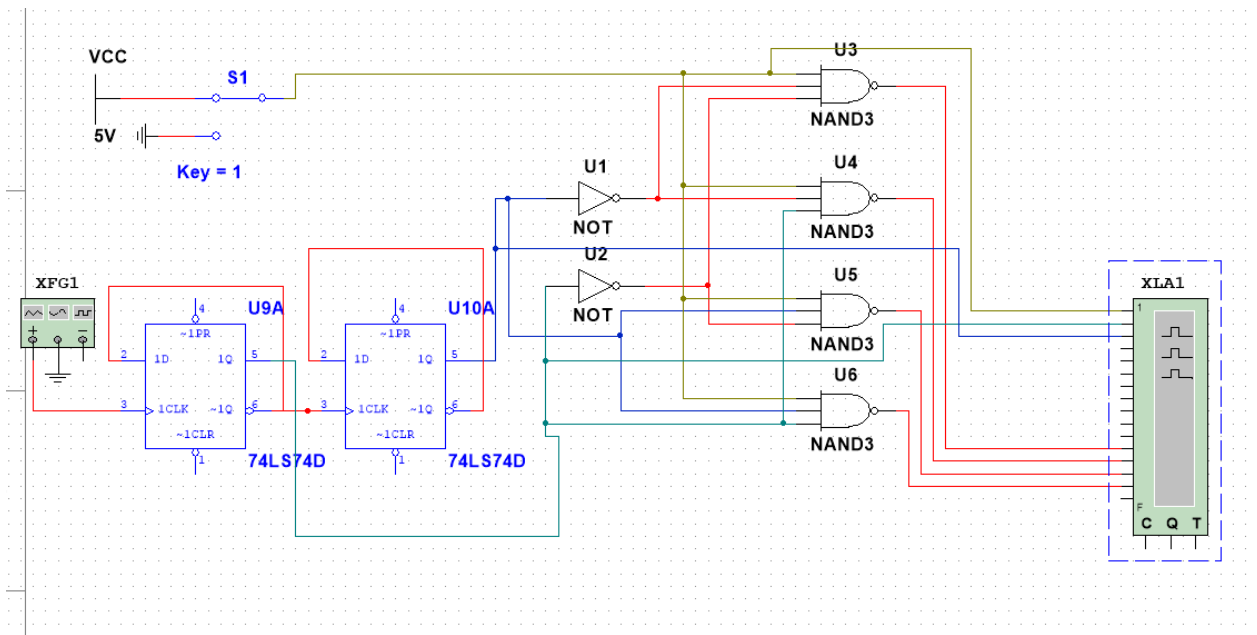 VCC
S1
5V
Key = 1
U3
NAND3
U1
NOT
U4
NAND3
U2
NOT
XFG1
+
−
4
U9A
~1PR
2
1D
1Q
5
3
1CLK
~1Q
6
~1CLR
1
74LS74D
4
U10A
~1PR
2
1D
1Q
5
3
1CLK
~1Q
6
~1CLR
1
74LS74D
U5
NAND3
U6
NAND3
XLA1
1
F
C Q T